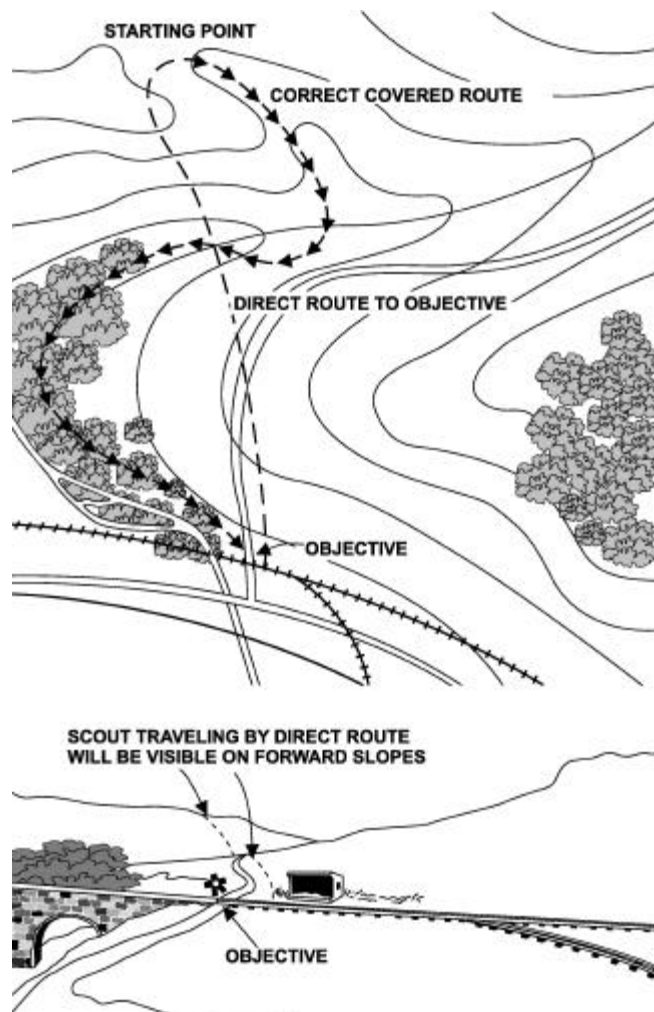 STARTING POINT
CORRECT COVERED ROUTE
DIRECT ROUTE TO OBJECTIVE
OBJECTIVE
SCOUT TRAVELING BY DIRECT ROUTE
WILL BE VISIBLE ON FORWARD SLOPES
OBJECTIVE